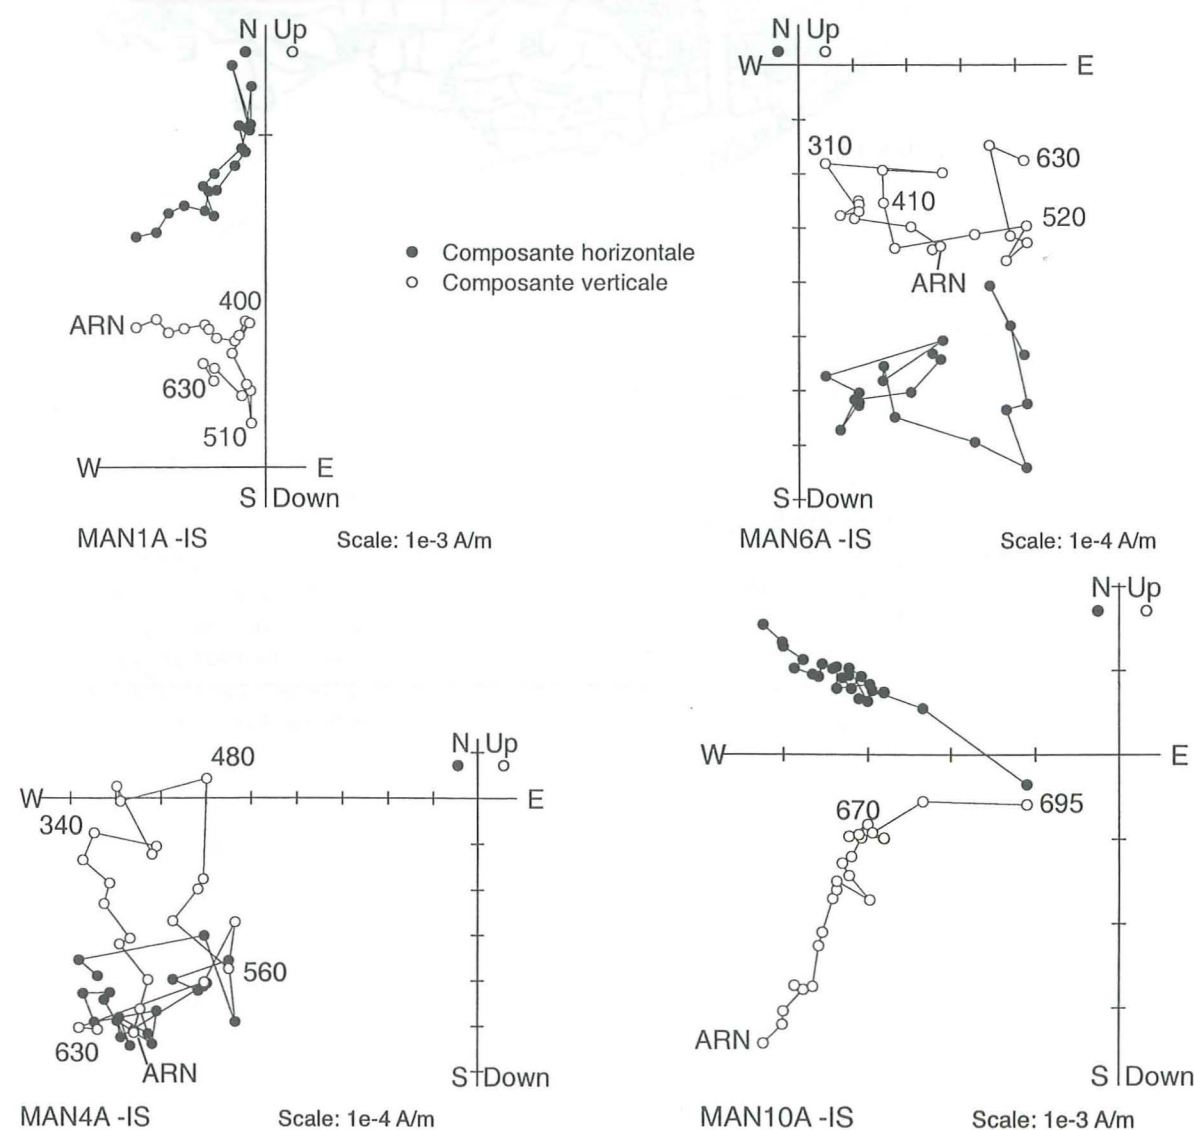 N Up
400
ARN
630
510
W E
S Down
MAN1A -IS Scale: 1e-3 A/m
Composante horizontale
Composante verticale
N Up
W E
310
630
410
520
ARN
S Down
MAN6A -IS Scale: 1e-4 A/m
N Up
480
W E
340
560
630
ARN
S Down
MAN4A -IS Scale: 1e-4 A/m
N Up
W E
670
695
ARN
S Down
MAN10A -IS Scale: 1e-3 A/m